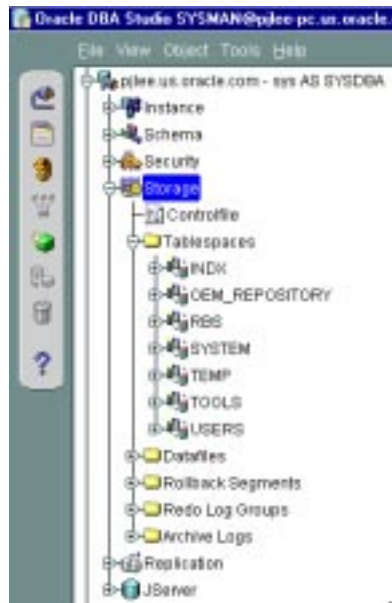 Oracle DBA Studio SYSMAN@pjlee-pc.us.oracle.
File View Object Tools Help
pjlee.us.oracle.com - sys AS SYSDBA
Instance
Schema
Security
Storage
Controlfile
Tablespaces
INDX
OEM_REPOSITORY
RBS
SYSTEM
TEMP
TOOLS
USERS
Datafiles
Rollback Segments
Redo Log Groups
Archive Logs
Replication
JServer